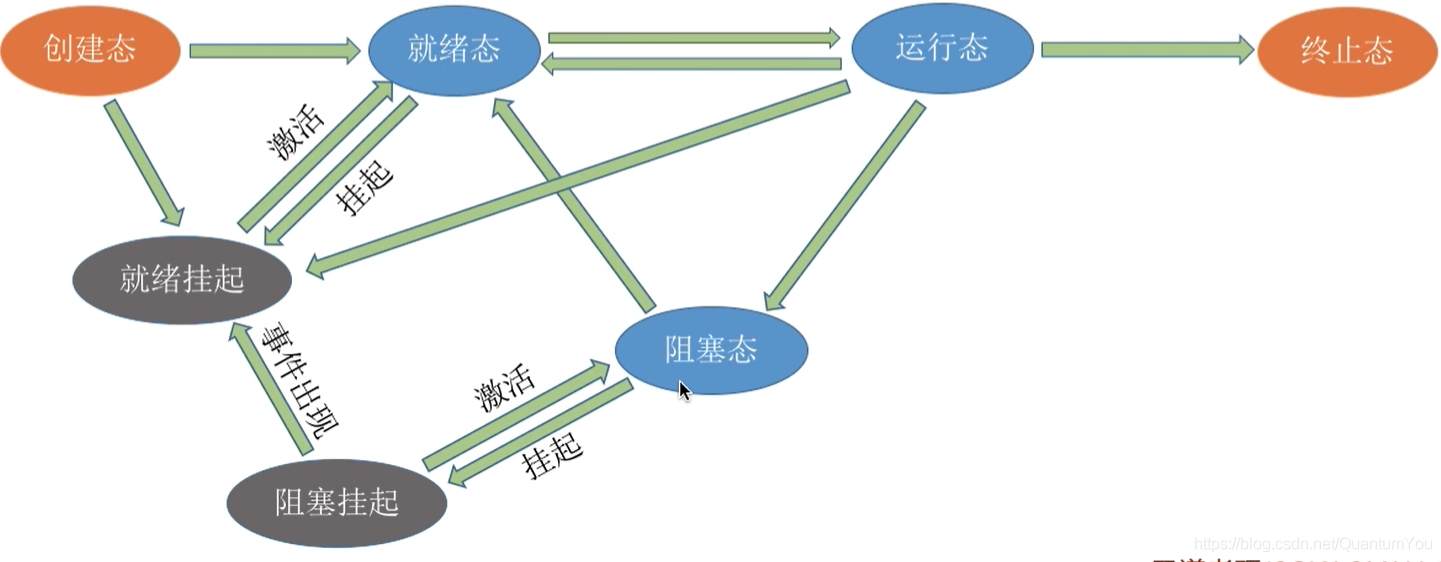 创建态
就绪态
运行态
终止态
激活
挂起
就绪挂起
事件出现
阻塞态
激活
挂起
阻塞挂起
https://blog.csdn.net/QuantumYou